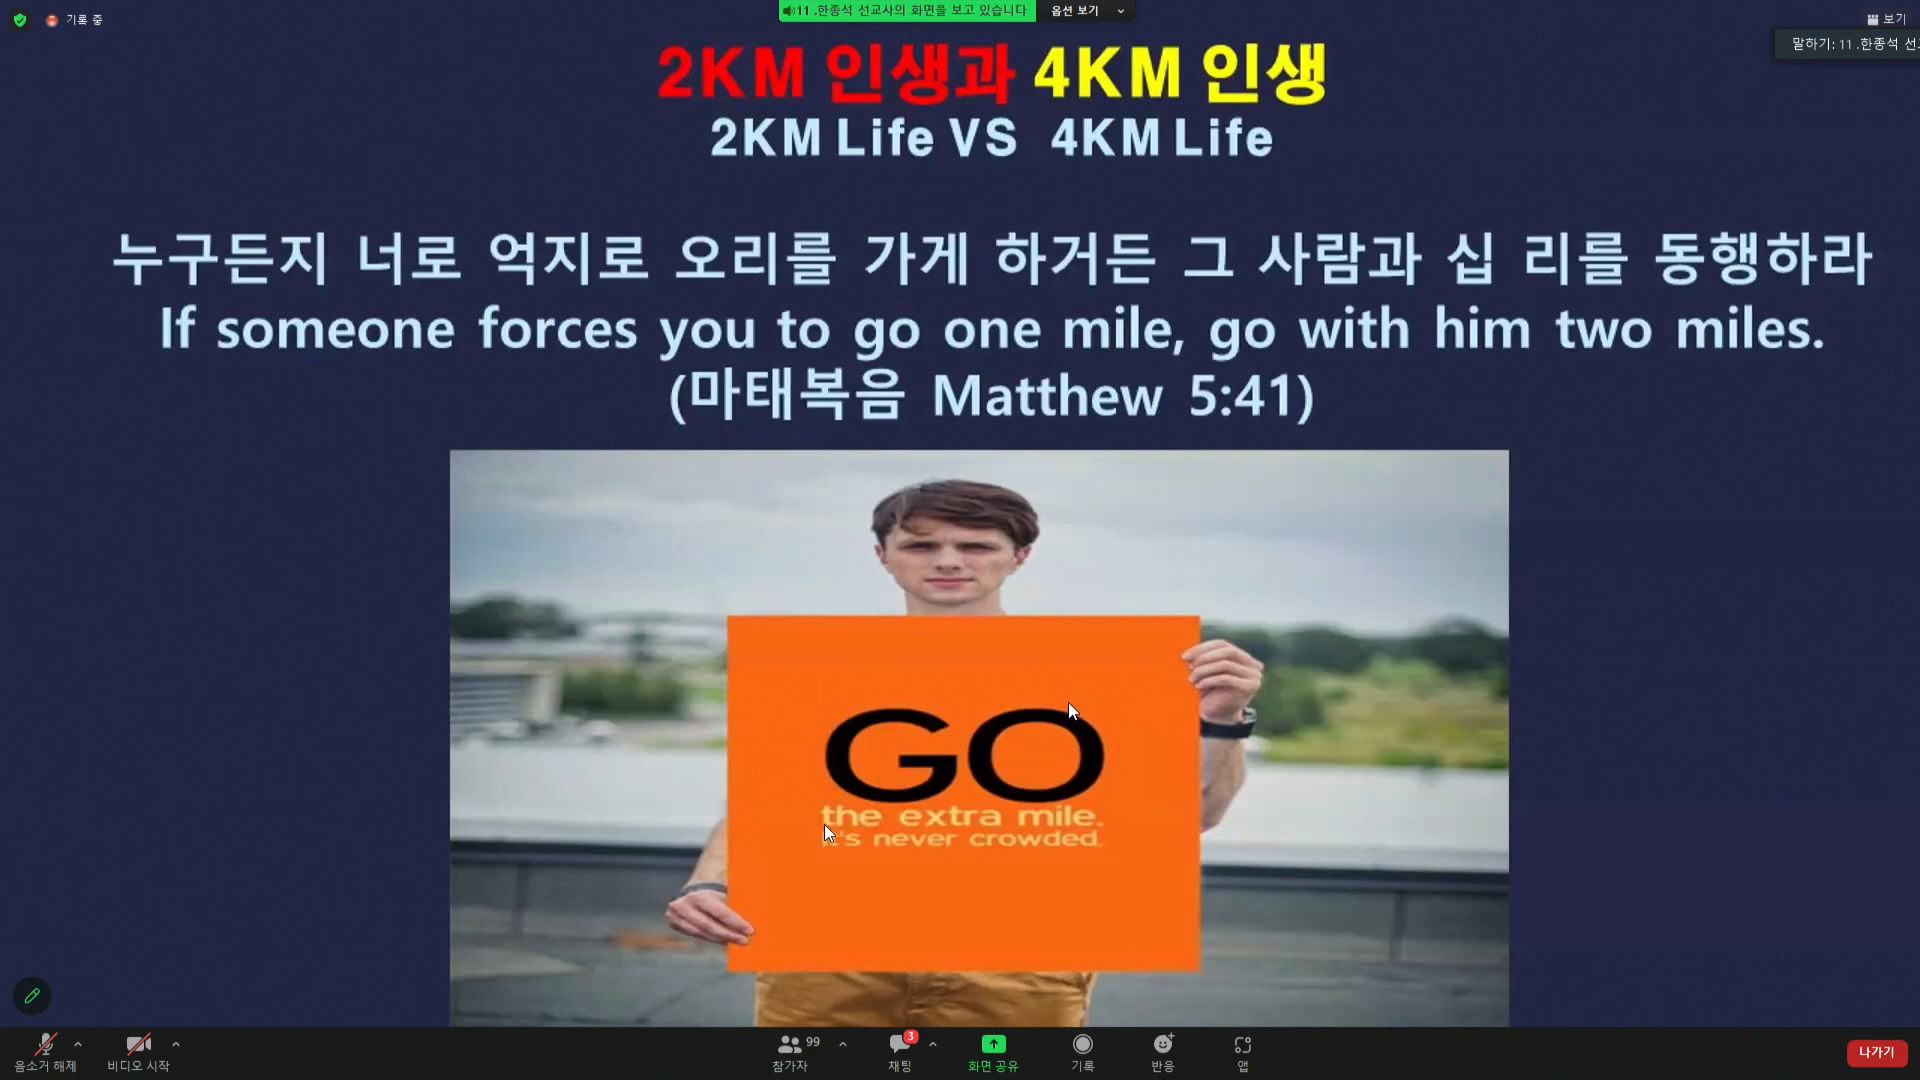 기록 중
11 .한종석 선교사의 화면을 보고 있습니다
옵션 보기
보기
말하기: 11 .한종석 선
2KM 인생과 4KM 인생
2KM Life VS 4KM Life
누구든지 너로 억지로 오리를 가게 하거든 그 사람과 십 리를 동행하라
If someone forces you to go one mile, go with him two miles.
(마태복음 Matthew 5:41)
GO
the extra mile.
it's never crowded.
음소거 해제
비디오 시작
99
참가자
3
채팅
화면 공유
기록
반응
앱
나가기